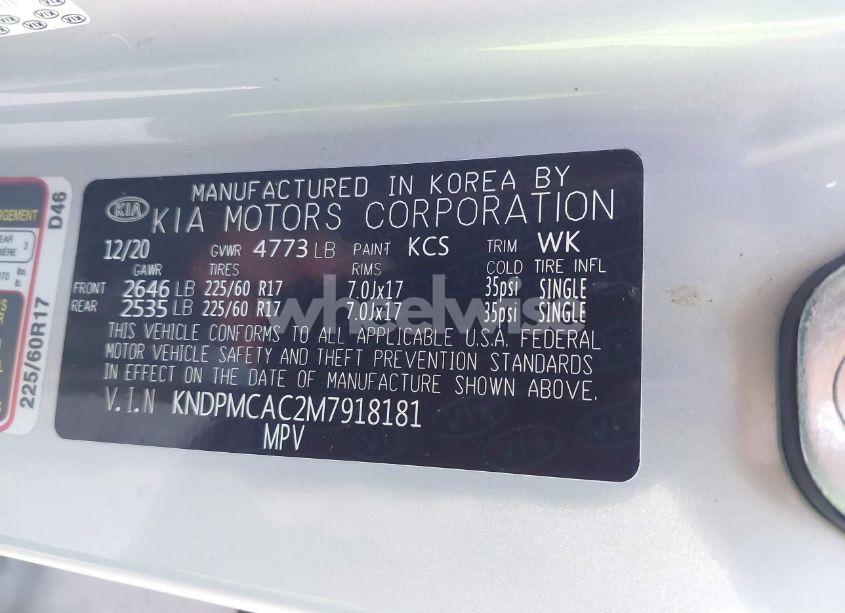 MANUFACTURED IN KOREA BY
KIA KIA MOTORS CORPORATION
12/20 GVWR 4773 LB PAINT KCS TRIM WK
GAWR TIRES RIMS COLD TIRE INFL
FRONT 2646 LB 225/60 R17 7.0Jx17 35psi SINGLE
REAR 2535 LB 225/60 R17 7.0Jx17 35psi SINGLE
THIS VEHICLE CONFORMS TO ALL APPLICABLE U.S.A. FEDERAL
MOTOR VEHICLE SAFETY AND THEFT PREVENTION STANDARDS
IN EFFECT ON THE DATE OF MANUFACTURE SHOWN ABOVE.
V.I.N KNDPMCAC2M7918181
MPV
D46
225/60R17
wheelwise